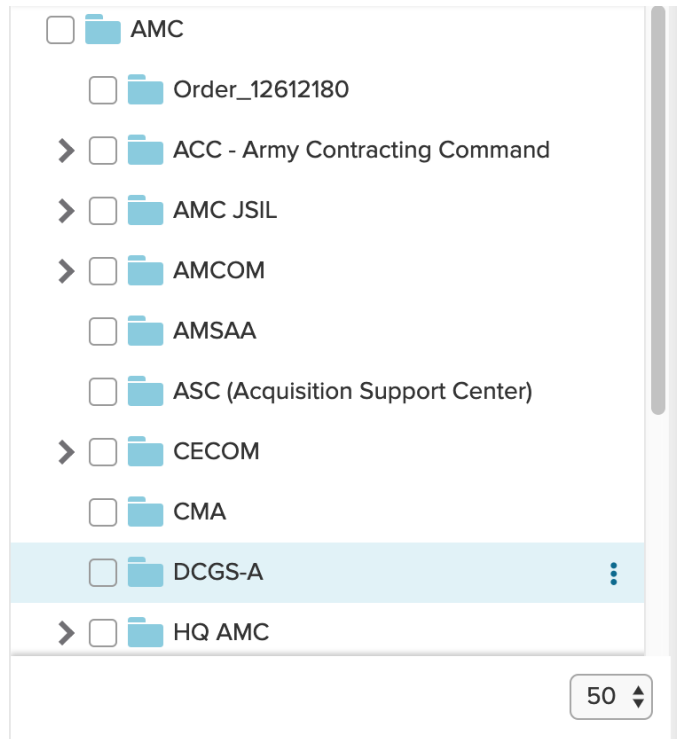 AMC
Order_12612180
ACC - Army Contracting Command
AMC JSIL
AMCOM
AMSAA
ASC (Acquisition Support Center)
CECOM
CMA
DCGS-A
HQ AMC
50